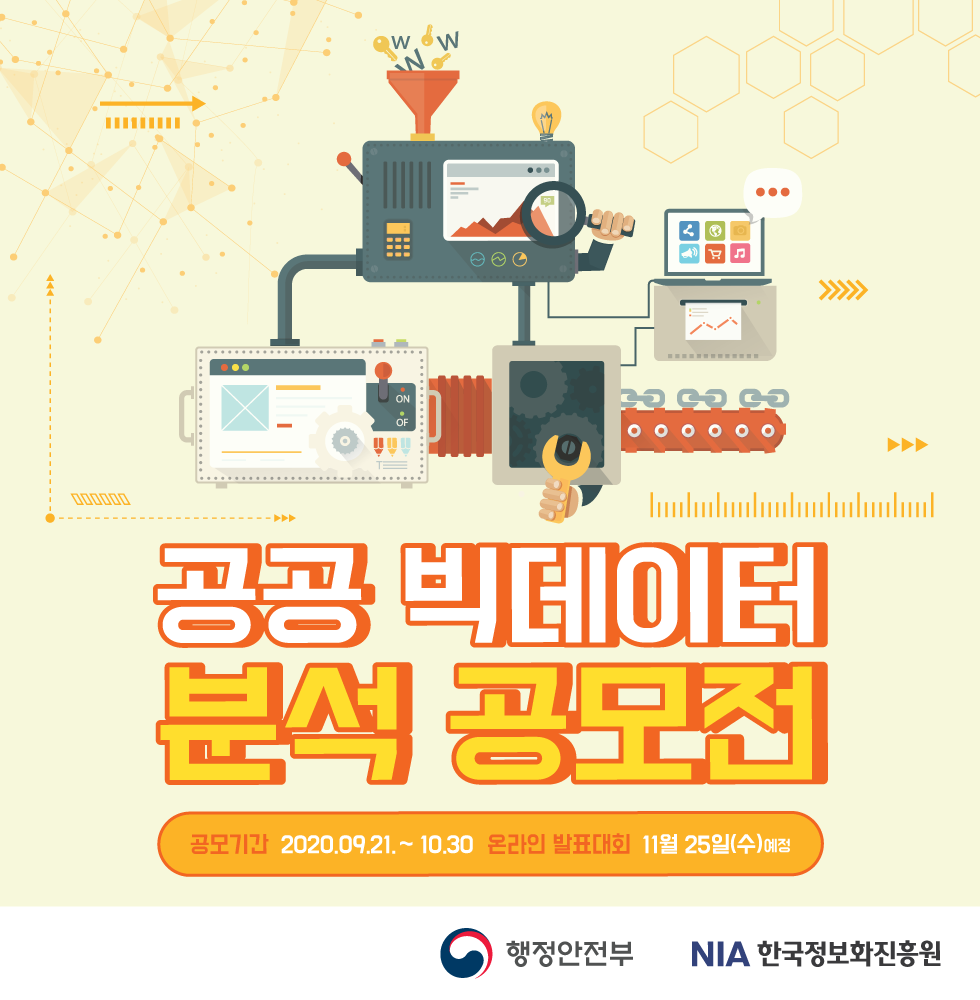 W W
W
ON
OF
공공 빅데이터
분석 공모전
공모기간 2020.09.21. ~ 10.30 온라인 발표대회 11월 25일(수)예정
행정안전부 NIA 한국정보화진흥원